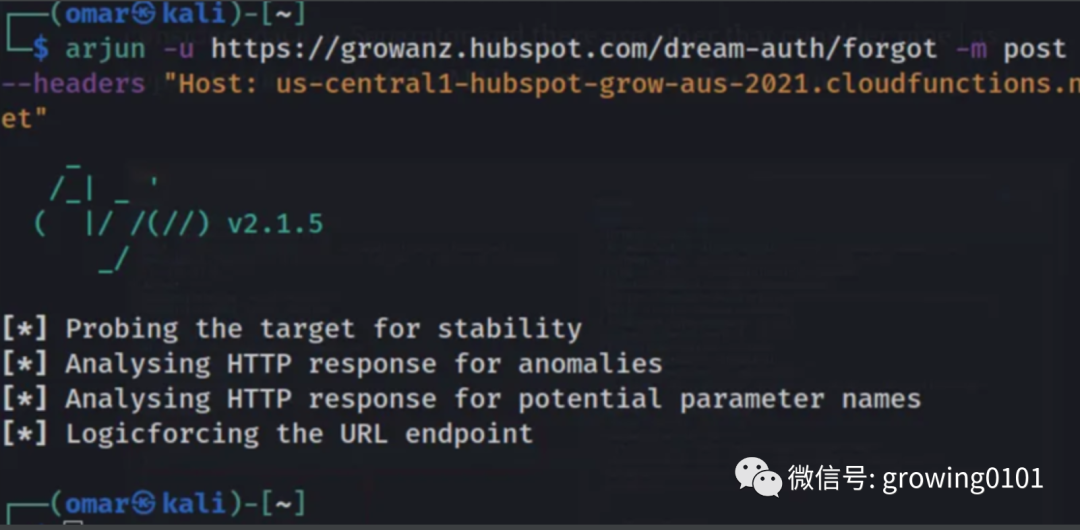 ┌──(omar㉿kali)-[~]
└─$ arjun -u https://growanz.hubspot.com/dream-auth/forgot -m post
--headers "Host: us-central1-hubspot-grow-aus-2021.cloudfunctions.n
et"
    _
   /_| _ '
  (  |/ /(//) v2.1.5
      _/
[*] Probing the target for stability
[*] Analysing HTTP response for anomalies
[*] Analysing HTTP response for potential parameter names
[*] Logicforcing the URL endpoint
微信号: growing0101
┌──(omar㉿kali)-[~]